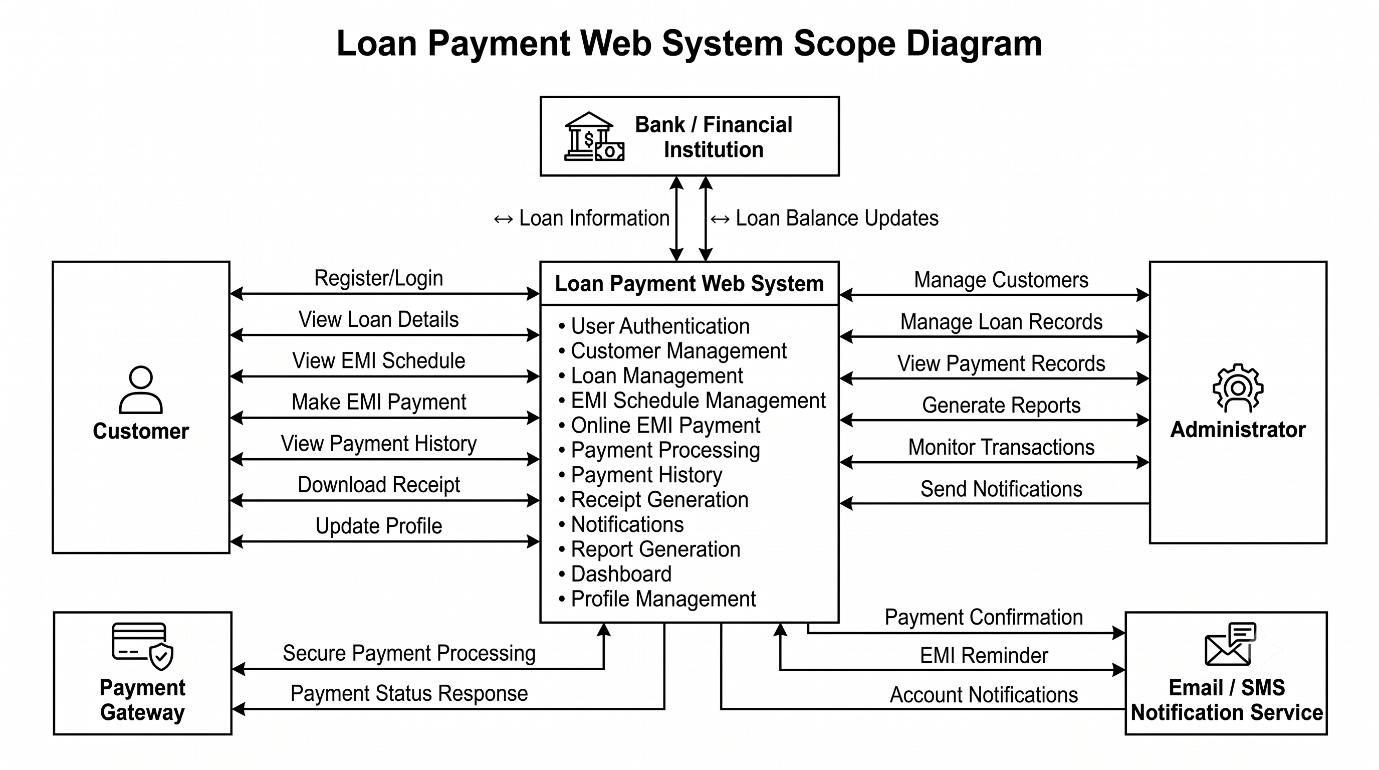 Loan Payment Web System Scope Diagram
$
Bank / Financial
Institution
↔ Loan Information
↔ Loan Balance Updates
Customer
Register/Login
View Loan Details
View EMI Schedule
Make EMI Payment
View Payment History
Download Receipt
Update Profile
Loan Payment Web System
• User Authentication
• Customer Management
• Loan Management
• EMI Schedule Management
• Online EMI Payment
• Payment Processing
• Payment History
• Receipt Generation
• Notifications
• Report Generation
• Dashboard
• Profile Management
Manage Customers
Manage Loan Records
View Payment Records
Generate Reports
Monitor Transactions
Send Notifications
Administrator
Payment
Gateway
Secure Payment Processing
Payment Status Response
Payment Confirmation
EMI Reminder
Account Notifications
Email / SMS
Notification Service